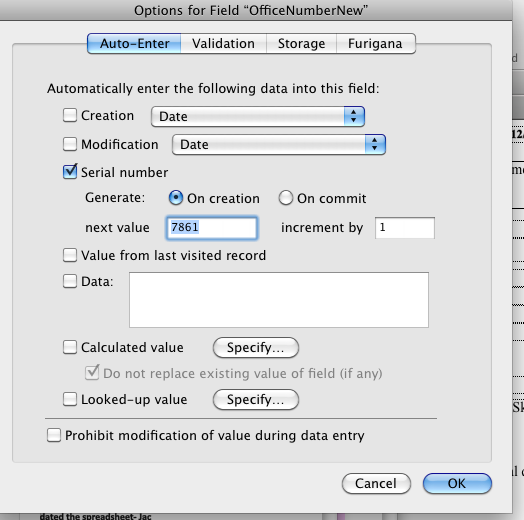 Options for Field “OfficeNumberNew”
Auto-Enter Validation Storage Furigana
Automatically enter the following data into this field:
Creation Date
Modification Date
Serial number
Generate: On creation On commit
next value 7861 increment by 1
Value from last visited record
Data:
Calculated value Specify...
Do not replace existing value of field (if any)
Looked-up value Specify...
Prohibit modification of value during data entry
Cancel OK
dated the spreadsheet- Jac